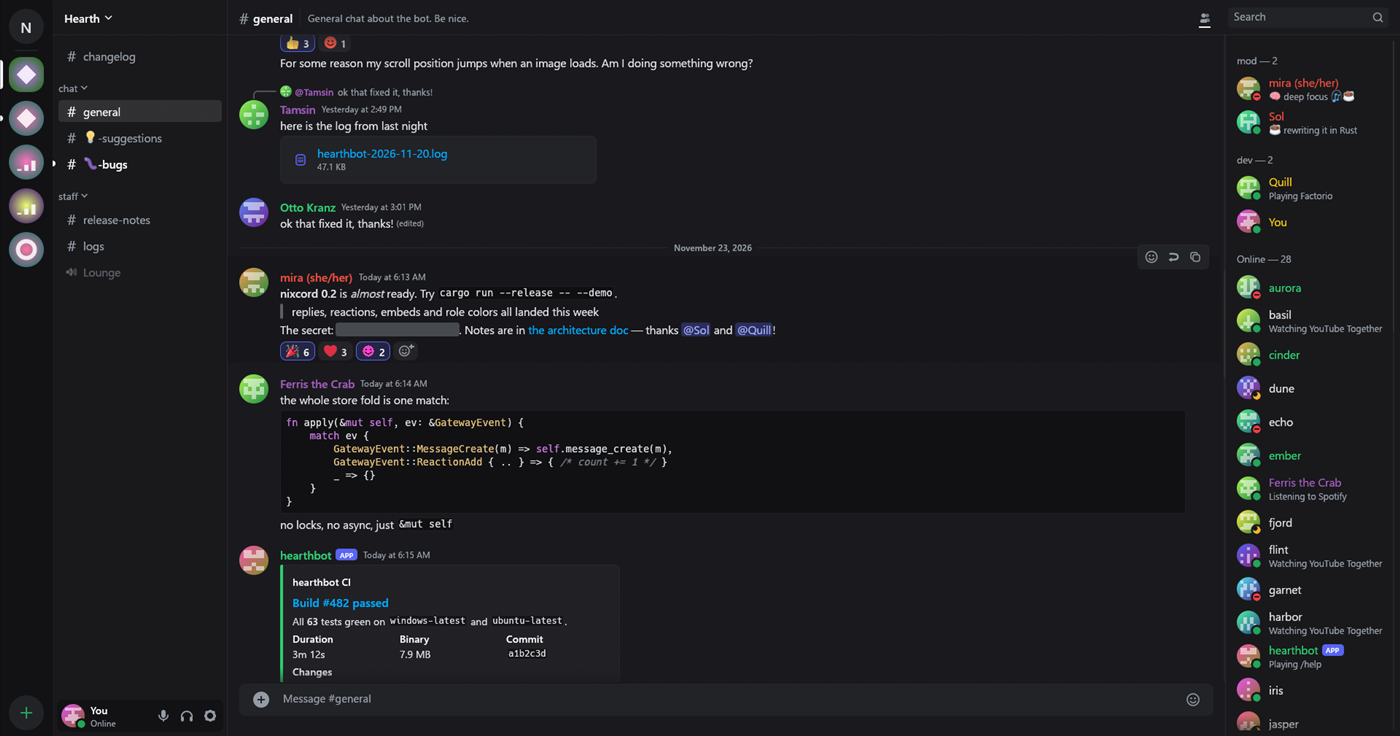 N
Hearth
# changelog
chat
# general
# 💡-suggestions
# 🐛-bugs
staff
# release-notes
# logs
Lounge
You
Online
# general
General chat about the bot. Be nice.
Search
👍 3 1
For some reason my scroll position jumps when an image loads. Am I doing something wrong?
@Tamsin ok that fixed it, thanks!
Tamsin Yesterday at 2:49 PM
here is the log from last night
hearthbot-2026-11-20.log
47.1 KB
Otto Kranz Yesterday at 3:01 PM
ok that fixed it, thanks! (edited)
November 23, 2026
mira (she/her) Today at 6:13 AM
nixcord 0.2 is almost ready. Try cargo run --release -- --demo.
replies, reactions, embeds and role colors all landed this week
The secret: . Notes are in the architecture doc — thanks @Sol and @Quill!
🎉 6 ❤️ 3 2
Ferris the Crab Today at 6:14 AM
the whole store fold is one match:
fn apply(&mut self, ev: &GatewayEvent) {
match ev {
GatewayEvent::MessageCreate(m) => self.message_create(m),
GatewayEvent::ReactionAdd { .. } => { /* count += 1 */ }
_ => {}
}
}
no locks, no async, just &mut self
hearthbot APP Today at 6:15 AM
hearthbot CI
Build #482 passed
All 63 tests green on windows-latest and ubuntu-latest.
Duration Binary Commit
3m 12s 7.9 MB a1b2c3d
Changes
Message #general
mod — 2
mira (she/her)
🧠 deep focus 🎵☕
Sol
☕ rewriting it in Rust
dev — 2
Quill
Playing Factorio
You
Online — 28
aurora
basil
Watching YouTube Together
cinder
dune
echo
ember
Ferris the Crab
Listening to Spotify
fjord
flint
Watching YouTube Together
garnet
harbor
Watching YouTube Together
hearthbot APP
Playing /help
iris
jasper